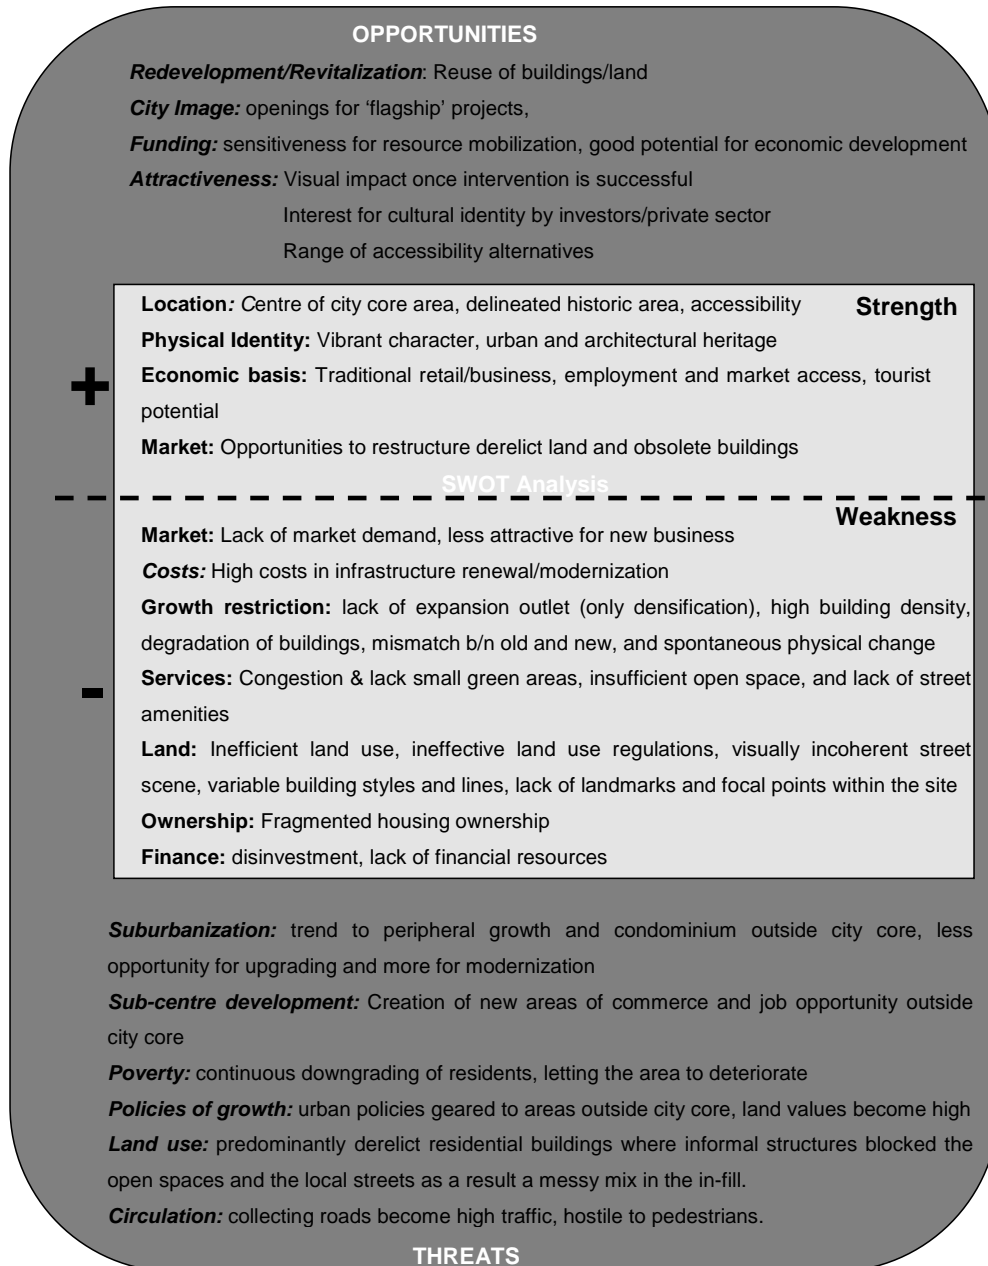 OPPORTUNITIES
Redevelopment/Revitalization: Reuse of buildings/land
City Image: openings for ‘flagship’ projects,
Funding: sensitiveness for resource mobilization, good potential for economic development
Attractiveness: Visual impact once intervention is successful
Interest for cultural identity by investors/private sector
Range of accessibility alternatives
Location: Centre of city core area, delineated historic area, accessibility Strength
Physical Identity: Vibrant character, urban and architectural heritage
+ Economic basis: Traditional retail/business, employment and market access, tourist
potential
Market: Opportunities to restructure derelict land and obsolete buildings
SWOT Analysis
Weakness
Market: Lack of market demand, less attractive for new business
Costs: High costs in infrastructure renewal/modernization
Growth restriction: lack of expansion outlet (only densification), high building density,
degradation of buildings, mismatch b/n old and new, and spontaneous physical change
- Services: Congestion & lack small green areas, insufficient open space, and lack of street
amenities
Land: Inefficient land use, ineffective land use regulations, visually incoherent street
scene, variable building styles and lines, lack of landmarks and focal points within the site
Ownership: Fragmented housing ownership
Finance: disinvestment, lack of financial resources
Suburbanization: trend to peripheral growth and condominium outside city core, less
opportunity for upgrading and more for modernization
Sub-centre development: Creation of new areas of commerce and job opportunity outside
city core
Poverty: continuous downgrading of residents, letting the area to deteriorate
Policies of growth: urban policies geared to areas outside city core, land values become high
Land use: predominantly derelict residential buildings where informal structures blocked the
open spaces and the local streets as a result a messy mix in the in-fill.
Circulation: collecting roads become high traffic, hostile to pedestrians.
THREATS